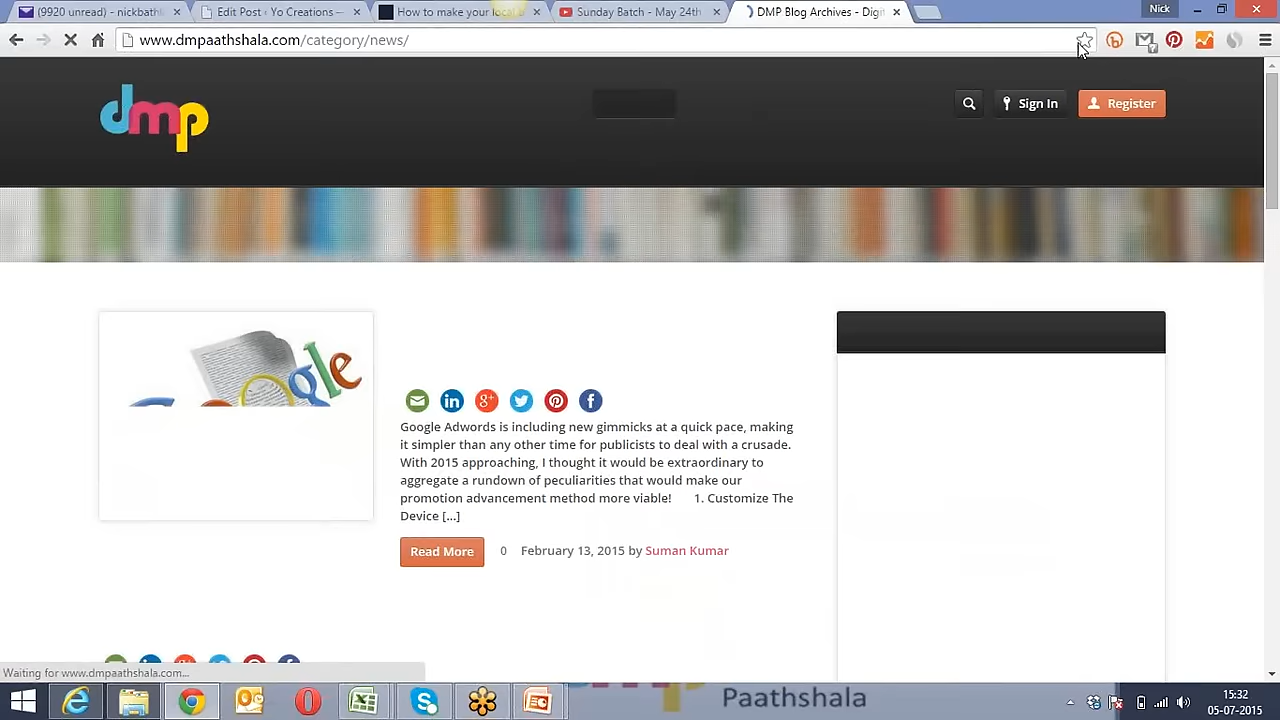 (9920 unread) - nickbathl
Edit Post ‹ Yo Creations —
How to make your local b
Sunday Batch - May 24th
DMP Blog Archives - Digit
Nick
www.dmpaathshala.com/category/news/
dmp
Sign In
Register
Google
Google Adwords is including new gimmicks at a quick pace, making
it simpler than any other time for publicists to deal with a crusade.
With 2015 approaching, I thought it would be extraordinary to
aggregate a rundown of peculiarities that would make our
promotion advancement method more viable! 1. Customize The
Device [...]
Read More 0 February 13, 2015 by Suman Kumar
Waiting for www.dmpaathshala.com...
Paathshala
15:32
05-07-2015